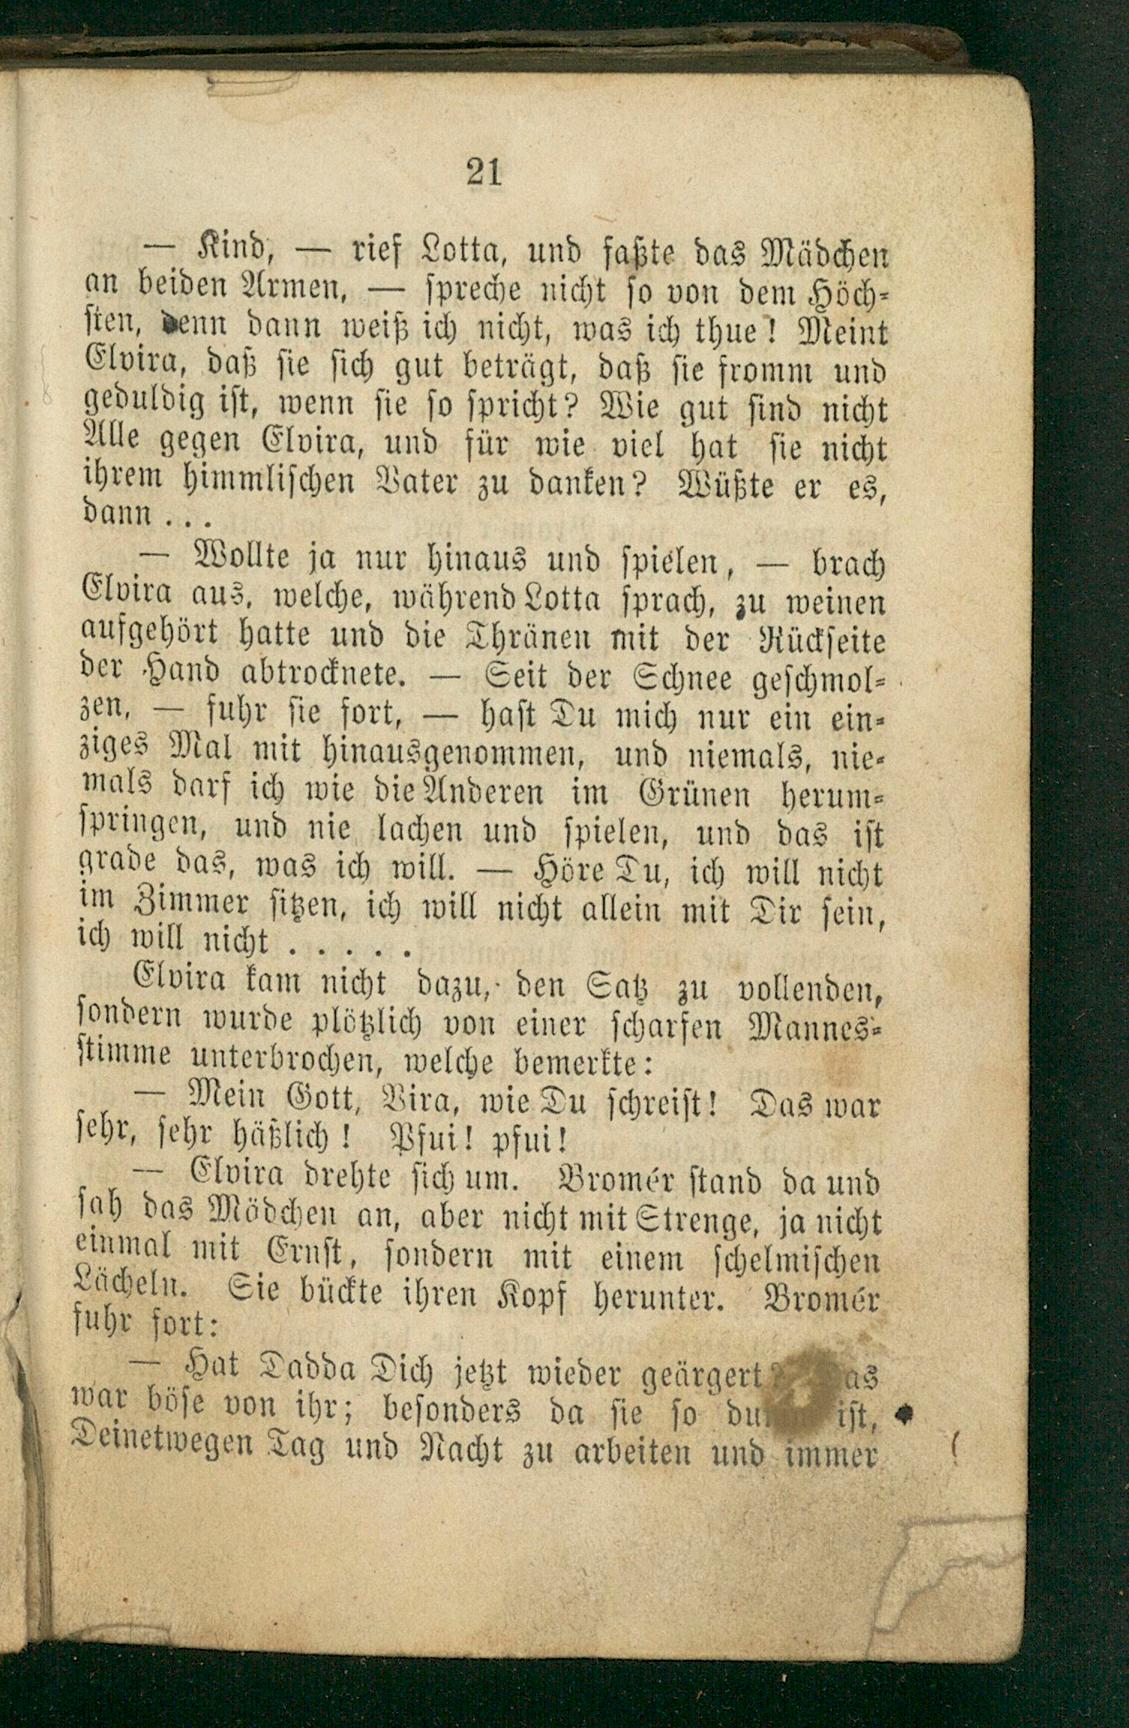 21
— Kind, — rief Lotta, und faßte das Mädchen
an beiden Armen, — spreche nicht so von dem Höch-
sten, denn dann weiß ich nicht, was ich thue! Meint
Elvira, daß sie sich gut beträgt, daß sie fromm und
geduldig ist, wenn sie so spricht? Wie gut sind nicht
Alle gegen Elvira, und für wie viel hat sie nicht
ihrem himmlischen Vater zu danken? Wüßte er es,
dann . . .
— Wollte ja nur hinaus und spielen, — brach
Elvira aus, welche, während Lotta sprach, zu weinen
aufgehört hatte und die Thränen mit der Rückseite
der Hand abtrocknete. — Seit der Schnee geschmol-
zen, — fuhr sie fort, — hast Du mich nur ein ein-
ziges Mal mit hinausgenommen, und niemals, nie-
mals darf ich wie die Anderen im Grünen herum-
springen, und nie lachen und spielen, und das ist
grade das, was ich will. — Höre Du, ich will nicht
im Zimmer sitzen, ich will nicht allein mit Dir sein,
ich will nicht . . . . .
Elvira kam nicht dazu, den Satz zu vollenden,
sondern wurde plötzlich von einer scharfen Mannes-
stimme unterbrochen, welche bemerkte:
— Mein Gott, Vira, wie Du schreist! Das war
sehr, sehr häßlich! Pfui! pfui!
— Elvira drehte sich um. Bromér stand da und
sah das Mödchen an, aber nicht mit Strenge, ja nicht
einmal mit Ernst, sondern mit einem schelmischen
Lächeln. Sie bückte ihren Kopf herunter. Bromér
fuhr fort:
— Hat Dadda Dich jetzt wieder geärgert?
war böse von ihr; besonders da sie so ist,
Deinetwegen Tag und Nacht zu arbeiten und immer